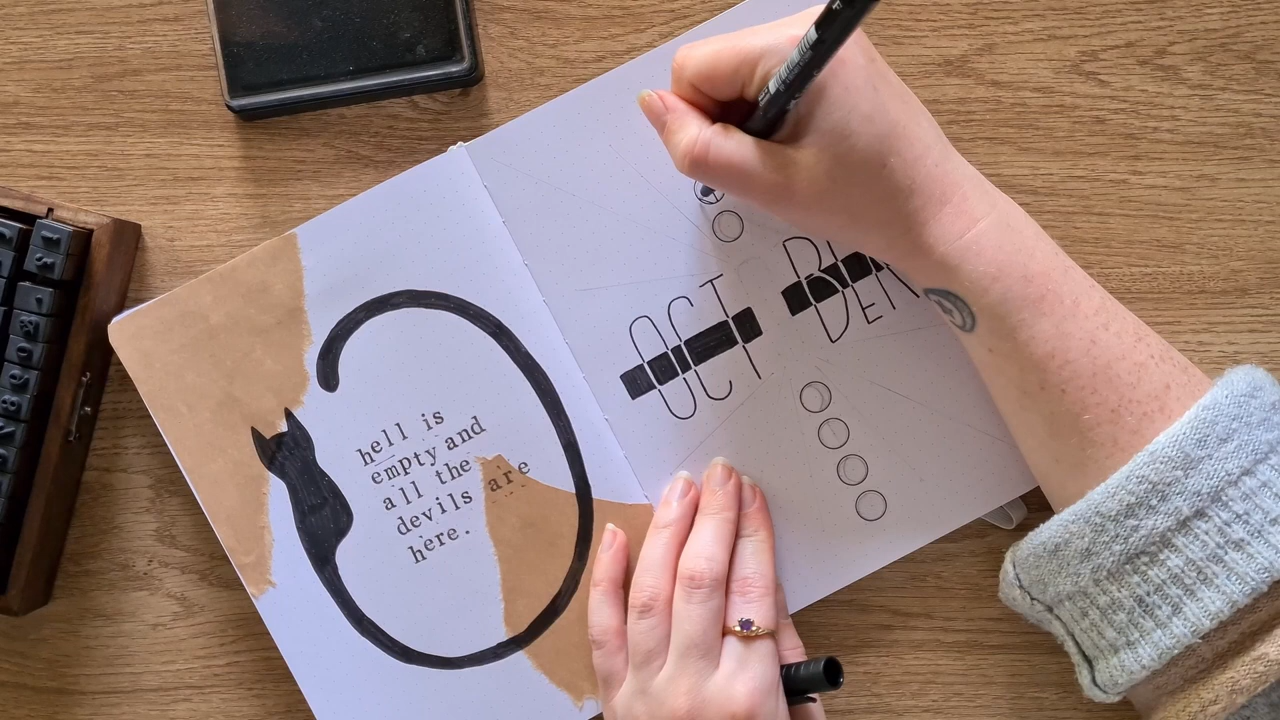 hell is
empty and
all the
devils are
here.
OCT BER